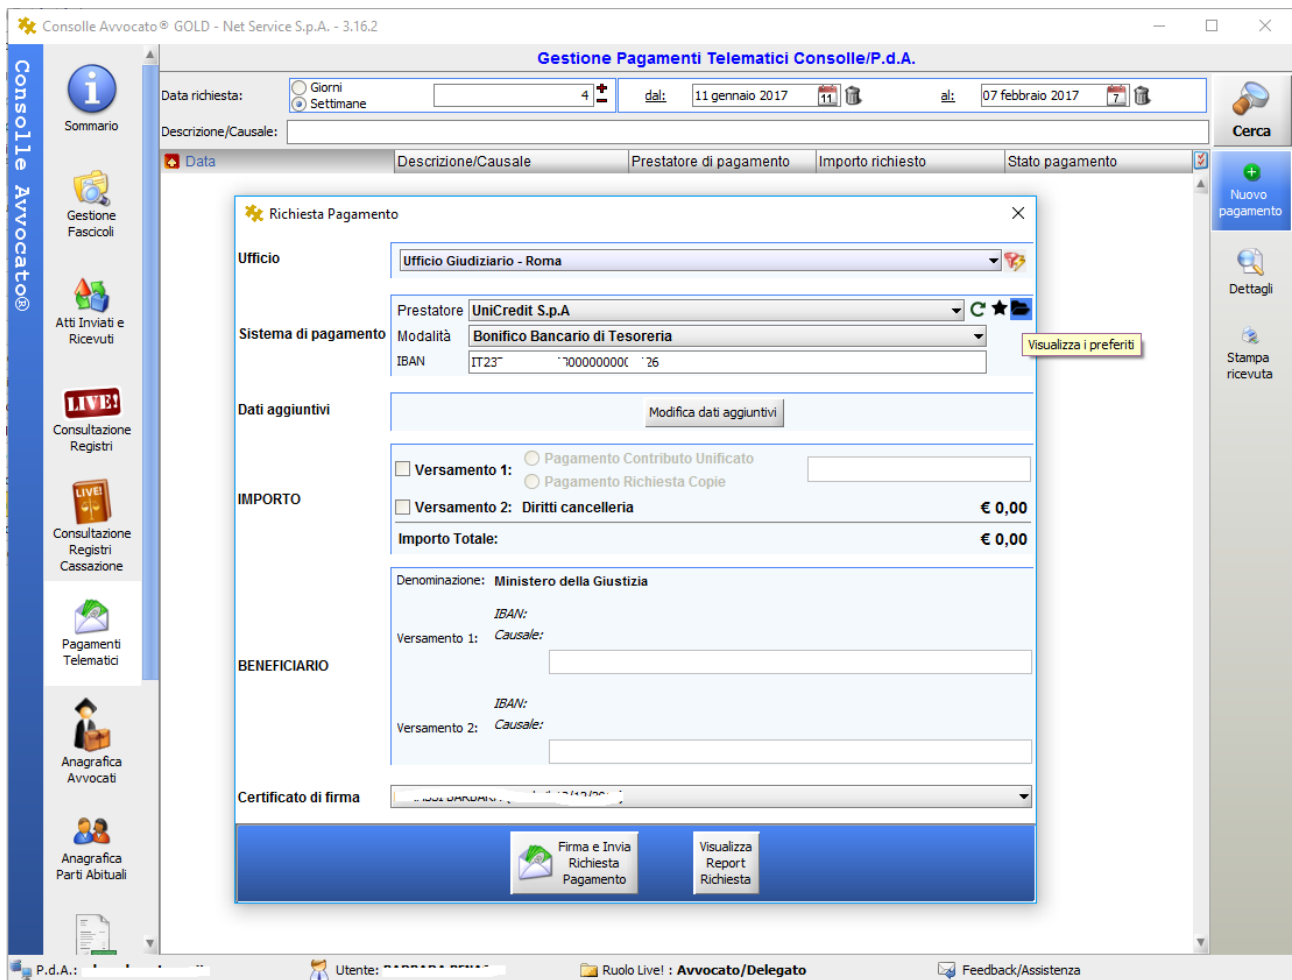 Consolle Avvocato® GOLD - Net Service S.p.A. - 3.16.2
Consolle Avvocato®
Gestione Pagamenti Telematici Consolle/P.d.A.
Data richiesta:
Giorni
Settimane
4
dal:
11 gennaio 2017
11
al:
07 febbraio 2017
7
Descrizione/Causale:
Cerca
Data
Descrizione/Causale
Prestatore di pagamento
Importo richiesto
Stato pagamento
Sommario
Gestione
Fascicoli
Atti Inviati e
Ricevuti
LIVE!
Consultazione
Registri
LIVE!
Consultazione
Registri
Cassazione
Pagamenti
Telematici
Anagrafica
Avvocati
Anagrafica
Parti Abituali
Nuovo
pagamento
Dettagli
Stampa
ricevuta
Richiesta Pagamento
Ufficio
Ufficio Giudiziario - Roma
Sistema di pagamento
Prestatore
UniCredit S.p.A
Modalità
Bonifico Bancario di Tesoreria
IBAN
Visualizza i preferiti
Dati aggiuntivi
Modifica dati aggiuntivi
IMPORTO
Versamento 1:
Pagamento Contributo Unificato
Pagamento Richiesta Copie
Versamento 2: Diritti cancelleria
€ 0,00
Importo Totale:
€ 0,00
BENEFICIARIO
Denominazione: Ministero della Giustizia
Versamento 1:
IBAN:
Causale:
Versamento 2:
IBAN:
Causale:
Certificato di firma
Firma e Invia
Richiesta
Pagamento
Visualizza
Report
Richiesta
P.d.A.:
Utente:
Ruolo Live! : Avvocato/Delegato
Feedback/Assistenza